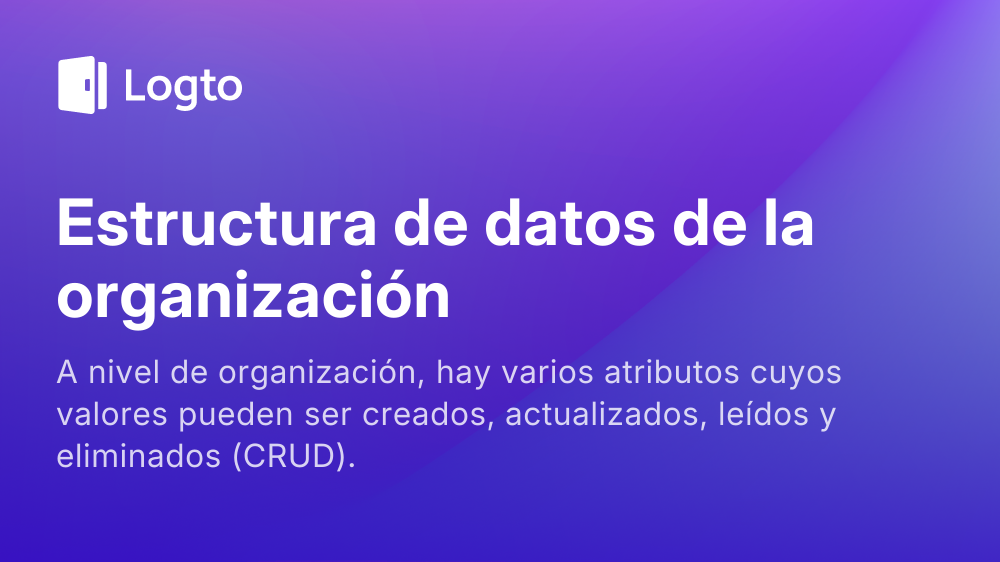 Logto
Estructura de datos de la
organización
A nivel de organización, hay varios atributos cuyos
valores pueden ser creados, actualizados, leídos y
eliminados (CRUD).